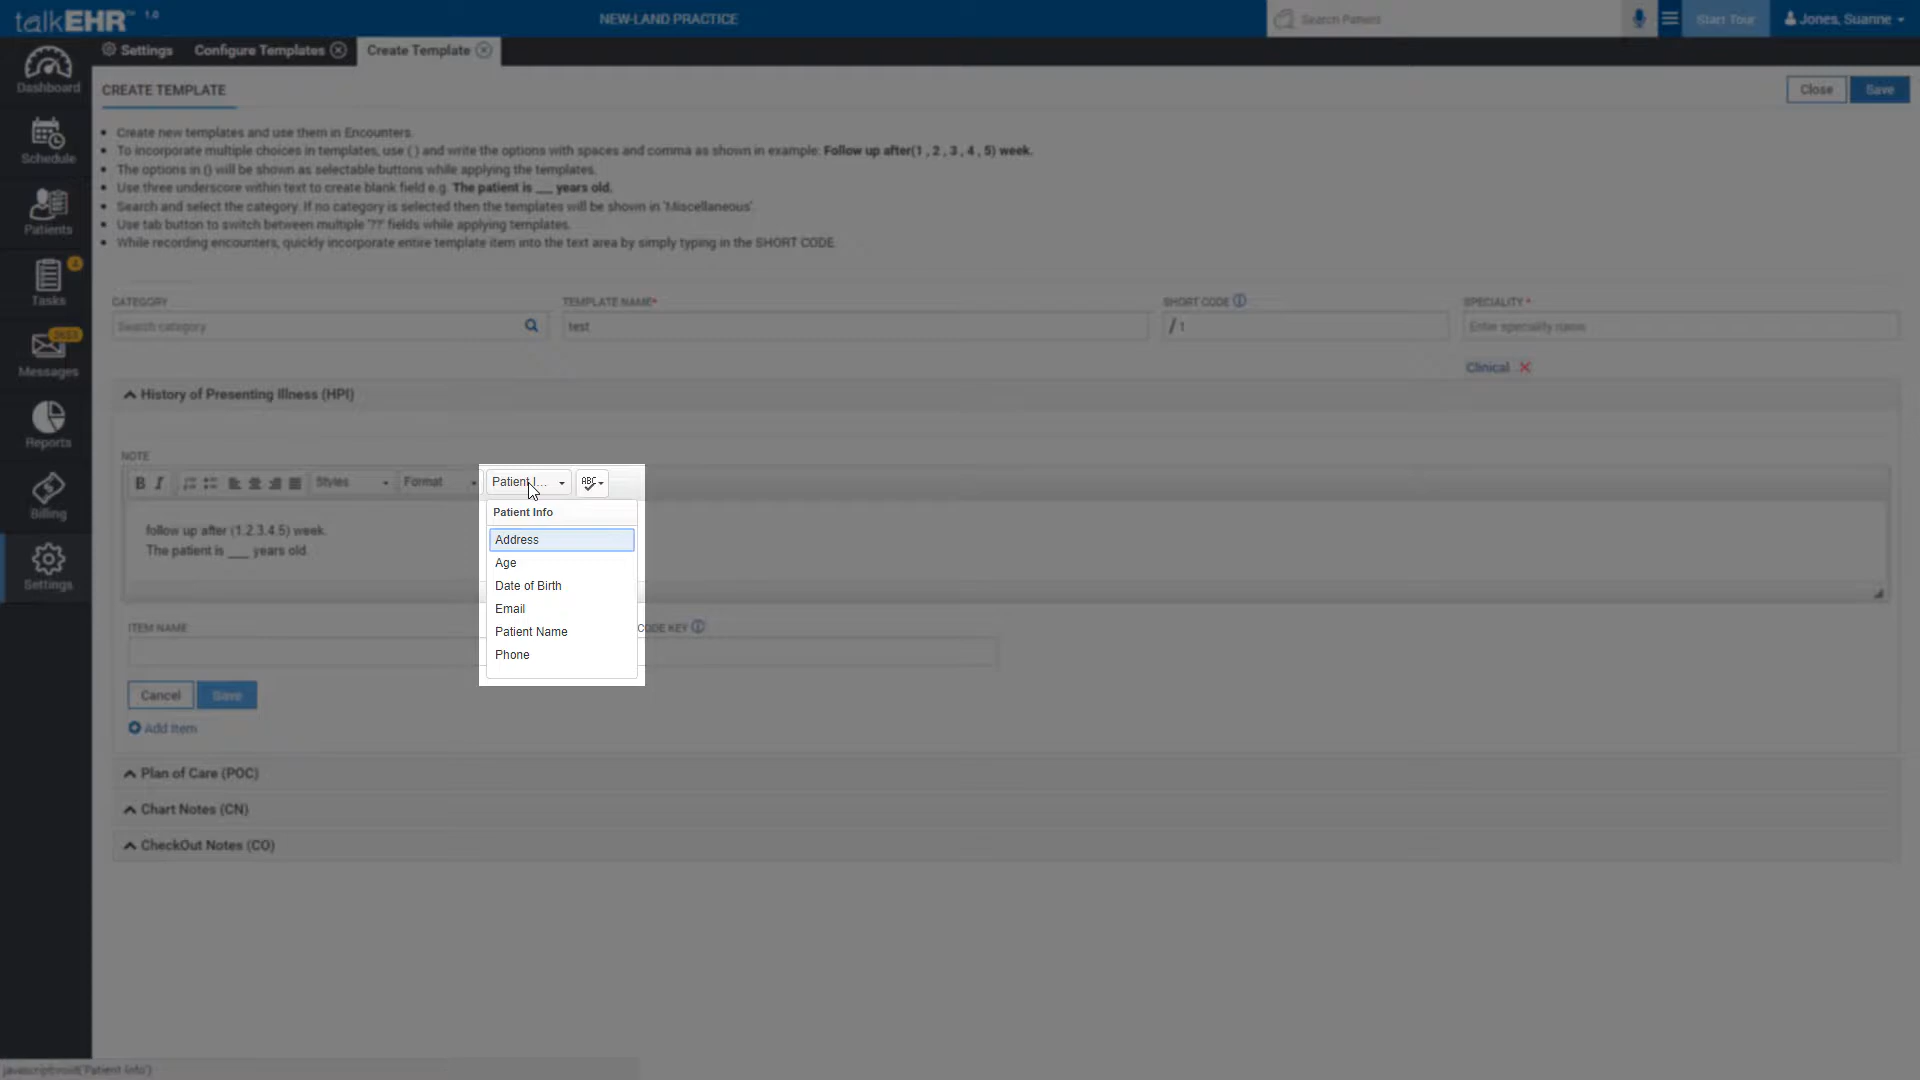 talkEHR™ 1.0
NEW-LAND PRACTICE
Search Patient
Start Tour
Jones, Suanne
Settings
Configure Templates
Create Template
Dashboard
Schedule
Patients
4
Tasks
5653
Messages
Reports
Billing
Settings
CREATE TEMPLATE
Close
Save
• Create new templates and use them in Encounters.
• To incorporate multiple choices in templates, use ( ) and write the options with spaces and comma as shown in example: Follow up after(1 , 2 , 3 , 4 , 5) week.
• The options in () will be shown as selectable buttons while applying the templates.
• Use three underscore within text to create blank field e.g. The patient is ___ years old.
• Search and select the category. If no category is selected then the templates will be shown in 'Miscellaneous'.
• Use tab button to switch between multiple '??' fields while applying templates.
• While recording encounters, quickly incorporate entire template item into the text area by simply typing in the SHORT CODE
CATEGORY
Search category
TEMPLATE NAME*
test
SHORT CODE
/ 1
SPECIALITY *
Enter speciality name
Clinical
History of Presenting Illness (HPI)
NOTE
B I
Styles
Format
Patient I...
ABC
follow up after (1.2.3.4.5) week.
The patient is ___ years old.
Patient Info
Address
Age
Date of Birth
Email
Patient Name
Phone
ITEM NAME
CODE KEY
Cancel
Save
Add Item
Plan of Care (POC)
Chart Notes (CN)
CheckOut Notes (CO)
javascript:void('Patient Info')